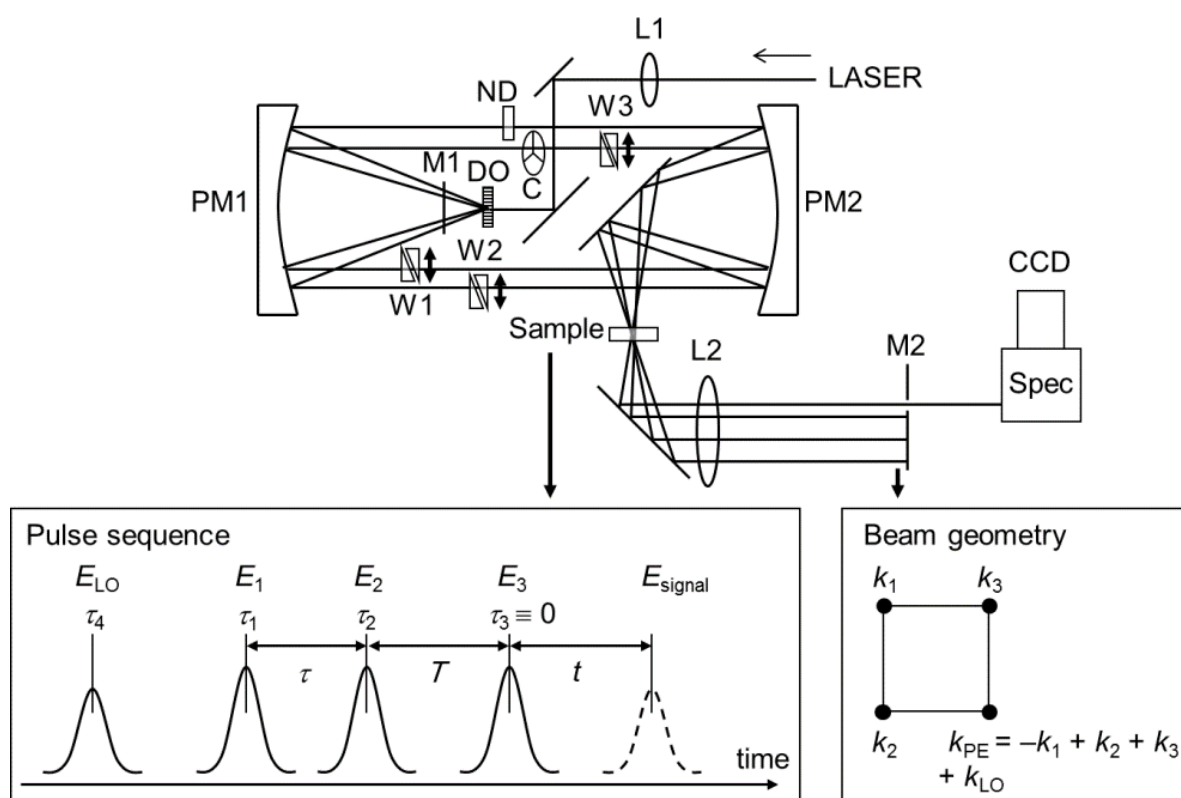 L1
LASER
ND
W3
M1
DO
C
PM1
PM2
W2
W1
CCD
Sample
L2
M2
Spec
Pulse sequence
E_LO E_1 E_2 E_3 E_signal
τ_4 τ_1 τ_2 τ_3 ≡ 0
τ T t
time
Beam geometry
k_1 k_3
k_2 k_PE = –k_1 + k_2 + k_3
+ k_LO